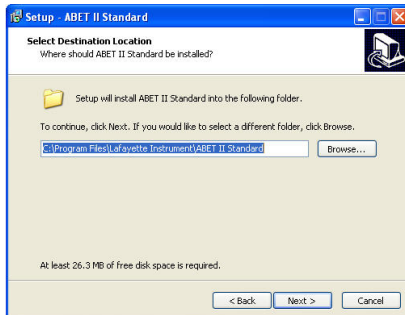 Setup - ABET II Standard
Select Destination Location
Where should ABET II Standard be installed?
Setup will install ABET II Standard into the following folder.
To continue, click Next. If you would like to select a different folder, click Browse.
C:\Program Files\Lafayette Instrument\ABET II Standard
Browse...
At least 26.3 MB of free disk space is required.
< Back
Next >
Cancel